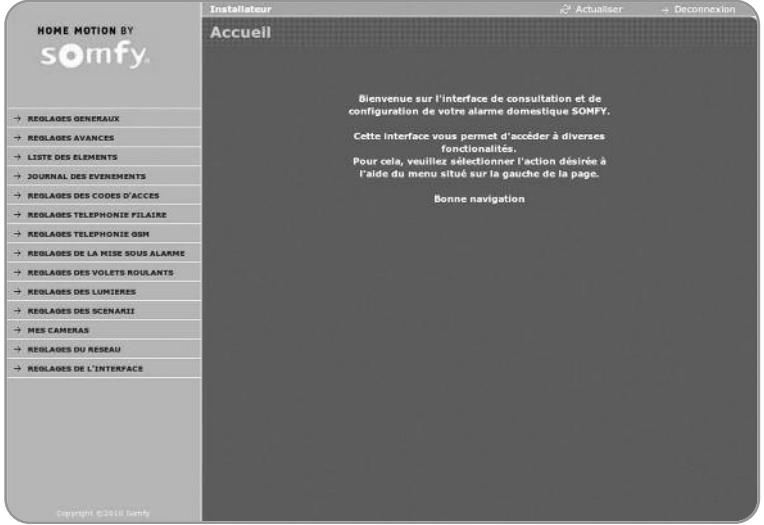 Installateur
Actualiser
→ Deconnexion
HOME MOTION BY
somfy.
Accueil
→ REGLAGES GENERAUX
→ REGLAGES AVANCES
→ LISTE DES ELEMENTS
→ JOURNAL DES EVENEMENTS
→ REGLAGES DES CODES D'ACCES
→ REGLAGES TELEPHONIE FILAIRE
→ REGLAGES TELEPHONIE GSM
→ REGLAGES DE LA MISE SOUS ALARME
→ REGLAGES DES VOLETS ROULANTS
→ REGLAGES DES LUMIERES
→ REGLAGES DES SCENARII
→ MES CAMERAS
→ REGLAGES DU RESEAU
→ REGLAGES DE L'INTERFACE
Bienvenue sur l'interface de consultation et de
configuration de votre alarme domestique SOMFY.
Cette interface vous permet d'accéder à diverses
fonctionalités.
Pour cela, veuillez sélectionner l'action désirée à
l'aide du menu situé sur la gauche de la page.
Bonne navigation
Copyright ©2010 Somfy